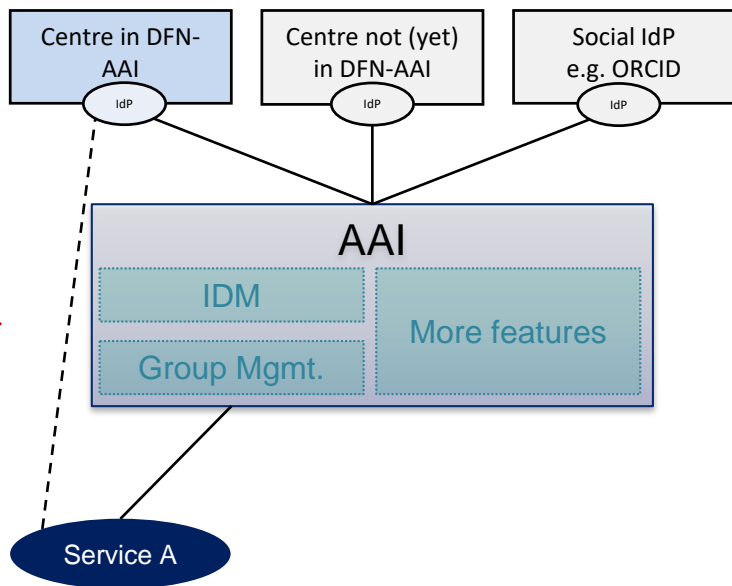 Centre in DFN-
AAI
IdP
Centre not (yet)
in DFN-AAI
IdP
Social IdP
e.g. ORCID
IdP
AAI
IDM
Group Mgmt.
More features
Service A